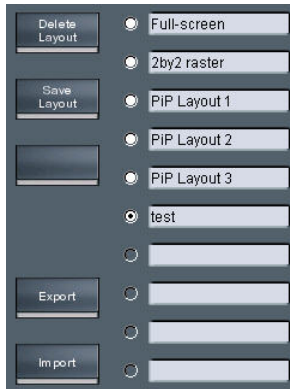 Delete
Layout
Full-screen
2by2 raster
Save
Layout
PiP Layout 1
PiP Layout 2
PiP Layout 3
test
Export
Import